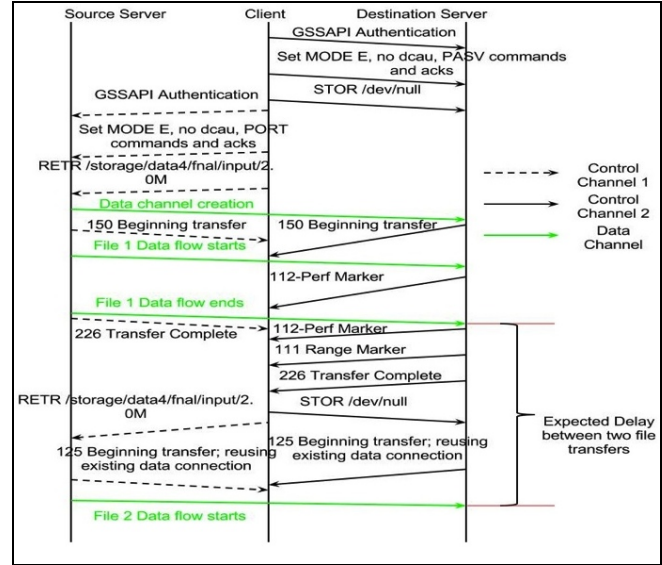 Source Server
Client
Destination Server
GSSAPI Authentication
Set MODE E, no dcau, PASV commands
and acks
STOR /dev/null
GSSAPI Authentication
Set MODE E, no dcau, PORT
commands and acks
RETR /storage/data4/fnal/input/2.
0M
Data channel creation
150 Beginning transfer
150 Beginning transfer
File 1 Data flow starts
112-Perf Marker
File 1 Data flow ends
112-Perf Marker
226 Transfer Complete
111 Range Marker
226 Transfer Complete
RETR /storage/data4/fnal/input/2.
0M
STOR /dev/null
125 Beginning transfer; reusing
existing data connection
125 Beginning transfer; reusing
existing data connection
File 2 Data flow starts
Control
Channel 1
Control
Channel 2
Data
Channel
Expected Delay
between two file
transfers